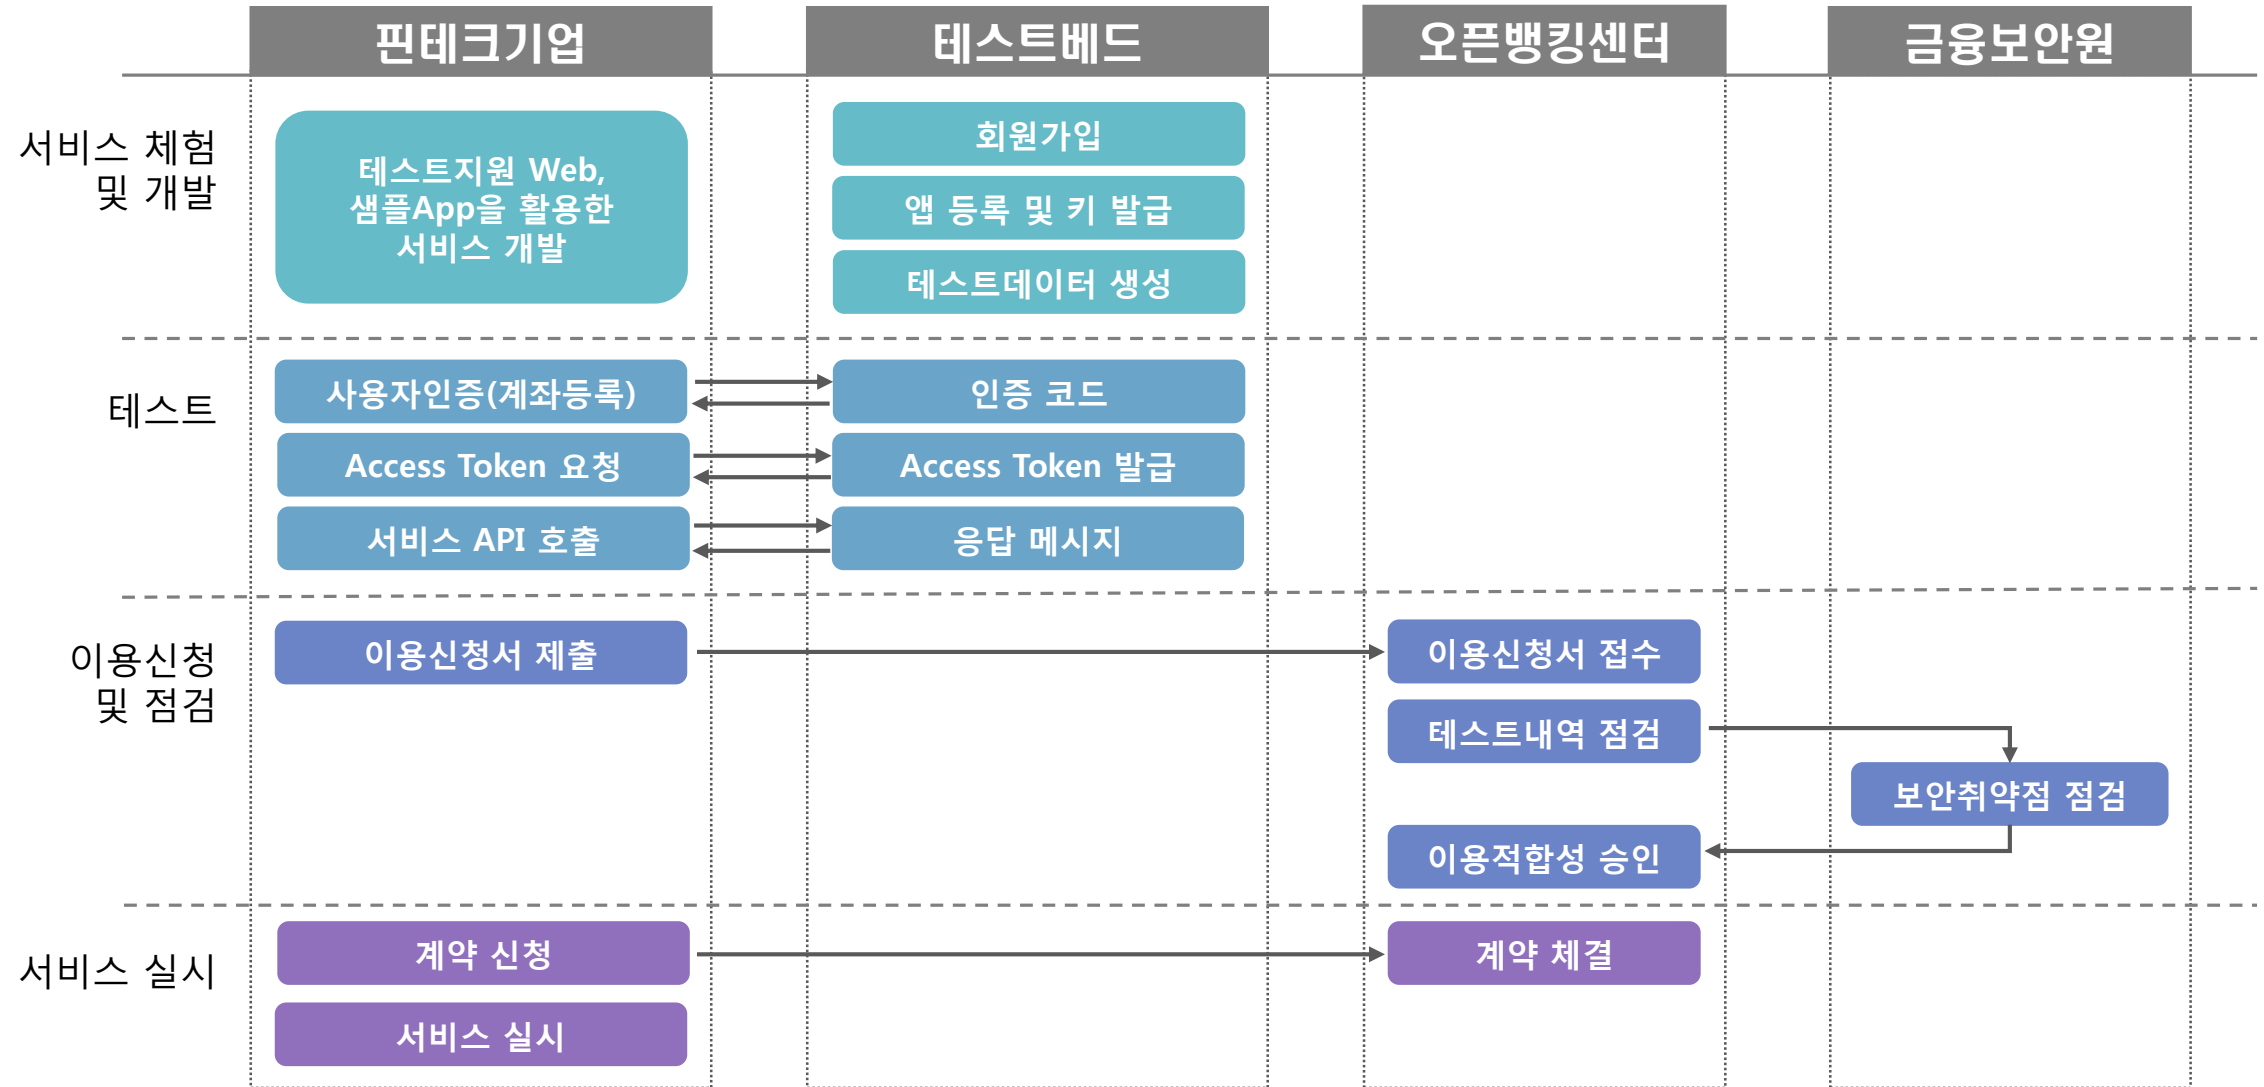 핀테크기업
테스트베드
오픈뱅킹센터
금융보안원
서비스 체험
및 개발
테스트지원 Web,
샘플App을 활용한
서비스 개발
회원가입
앱 등록 및 키 발급
테스트데이터 생성
테스트
사용자인증(계좌등록)
인증 코드
Access Token 요청
Access Token 발급
서비스 API 호출
응답 메시지
이용신청
및 점검
이용신청서 제출
이용신청서 접수
테스트내역 점검
보안취약점 점검
이용적합성 승인
서비스 실시
계약 신청
계약 체결
서비스 실시